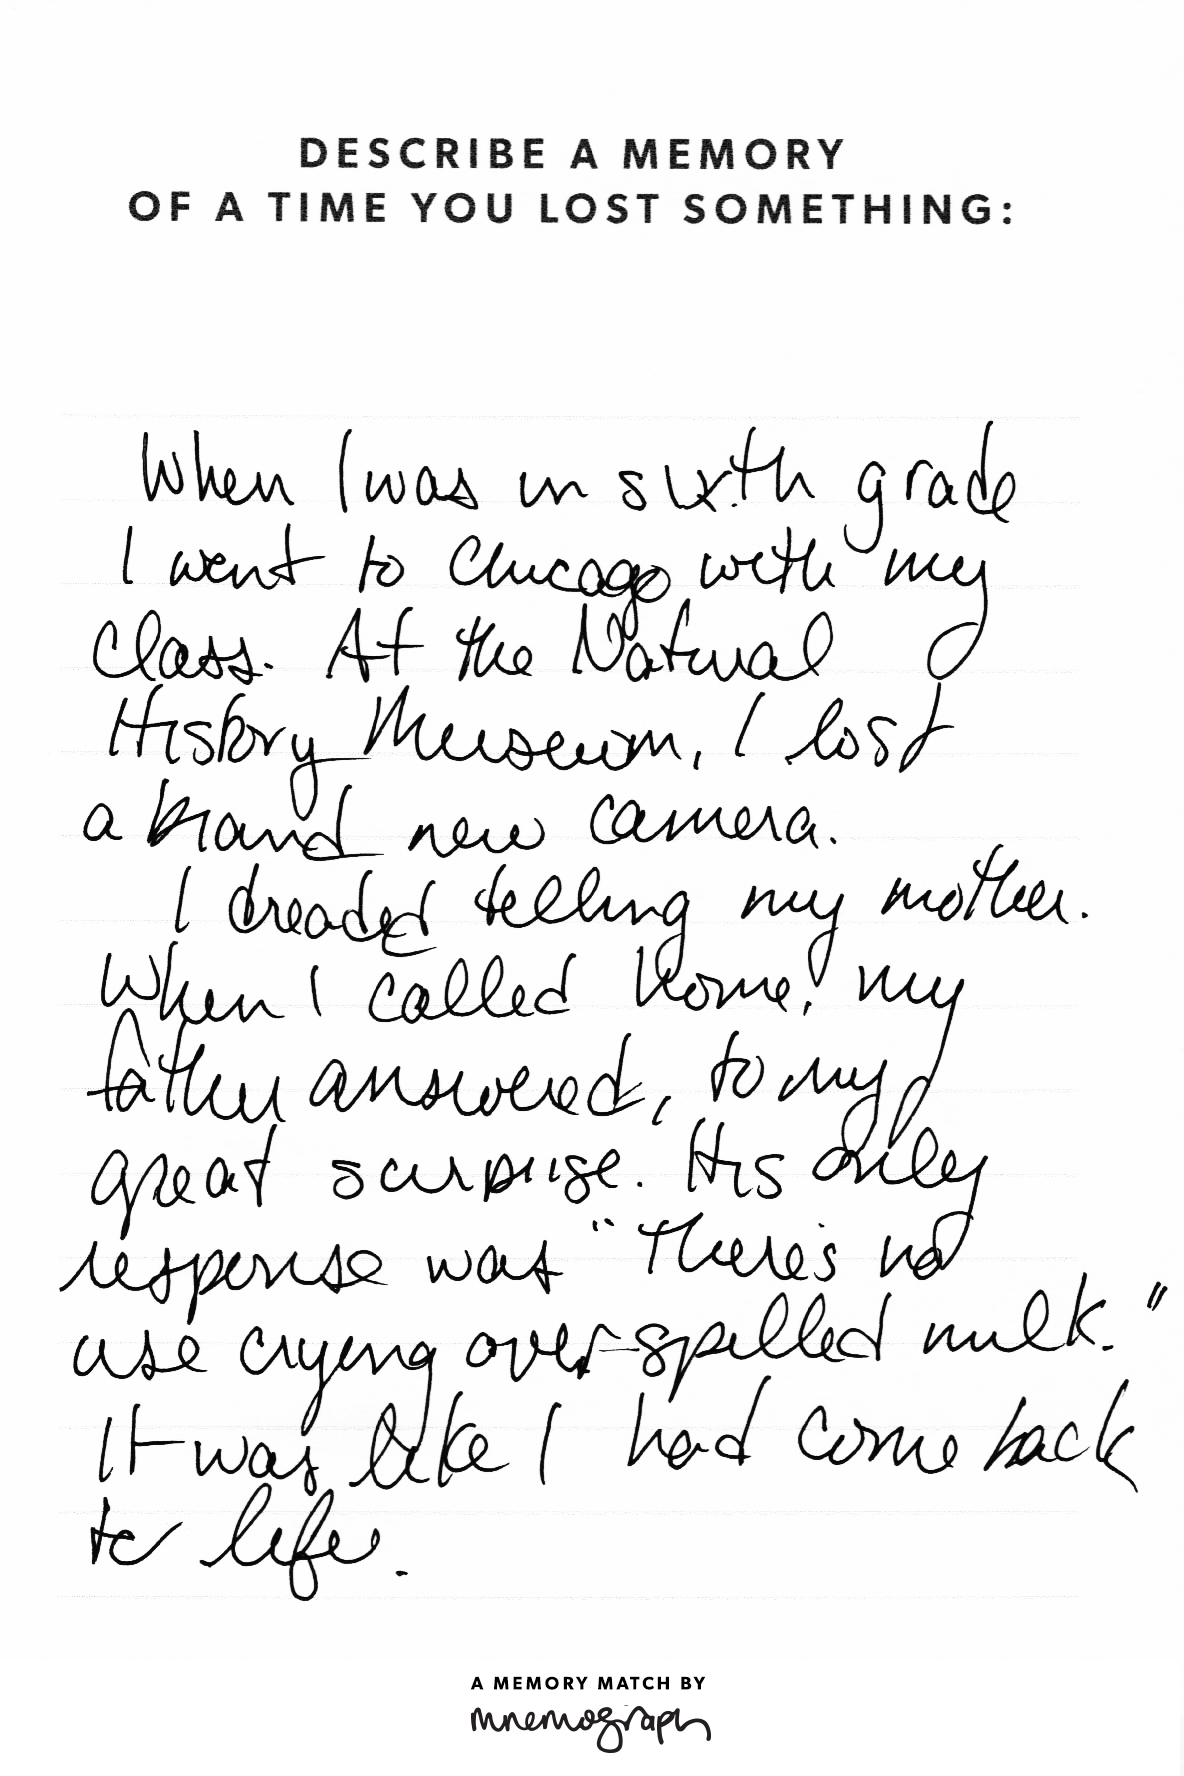 DESCRIBE A MEMORY
OF A TIME YOU LOST SOMETHING:
When I was in sixth grade
I went to Chicago with my
class. At the Natural
History Museum, I lost
a brand new camera.
I dreaded telling my mother.
When I called home, my
father answered, to my
great surprise. His only
response was "There's no
use crying over spilled milk."
It was like I had come back
to life.
A MEMORY MATCH BY
mnemograph